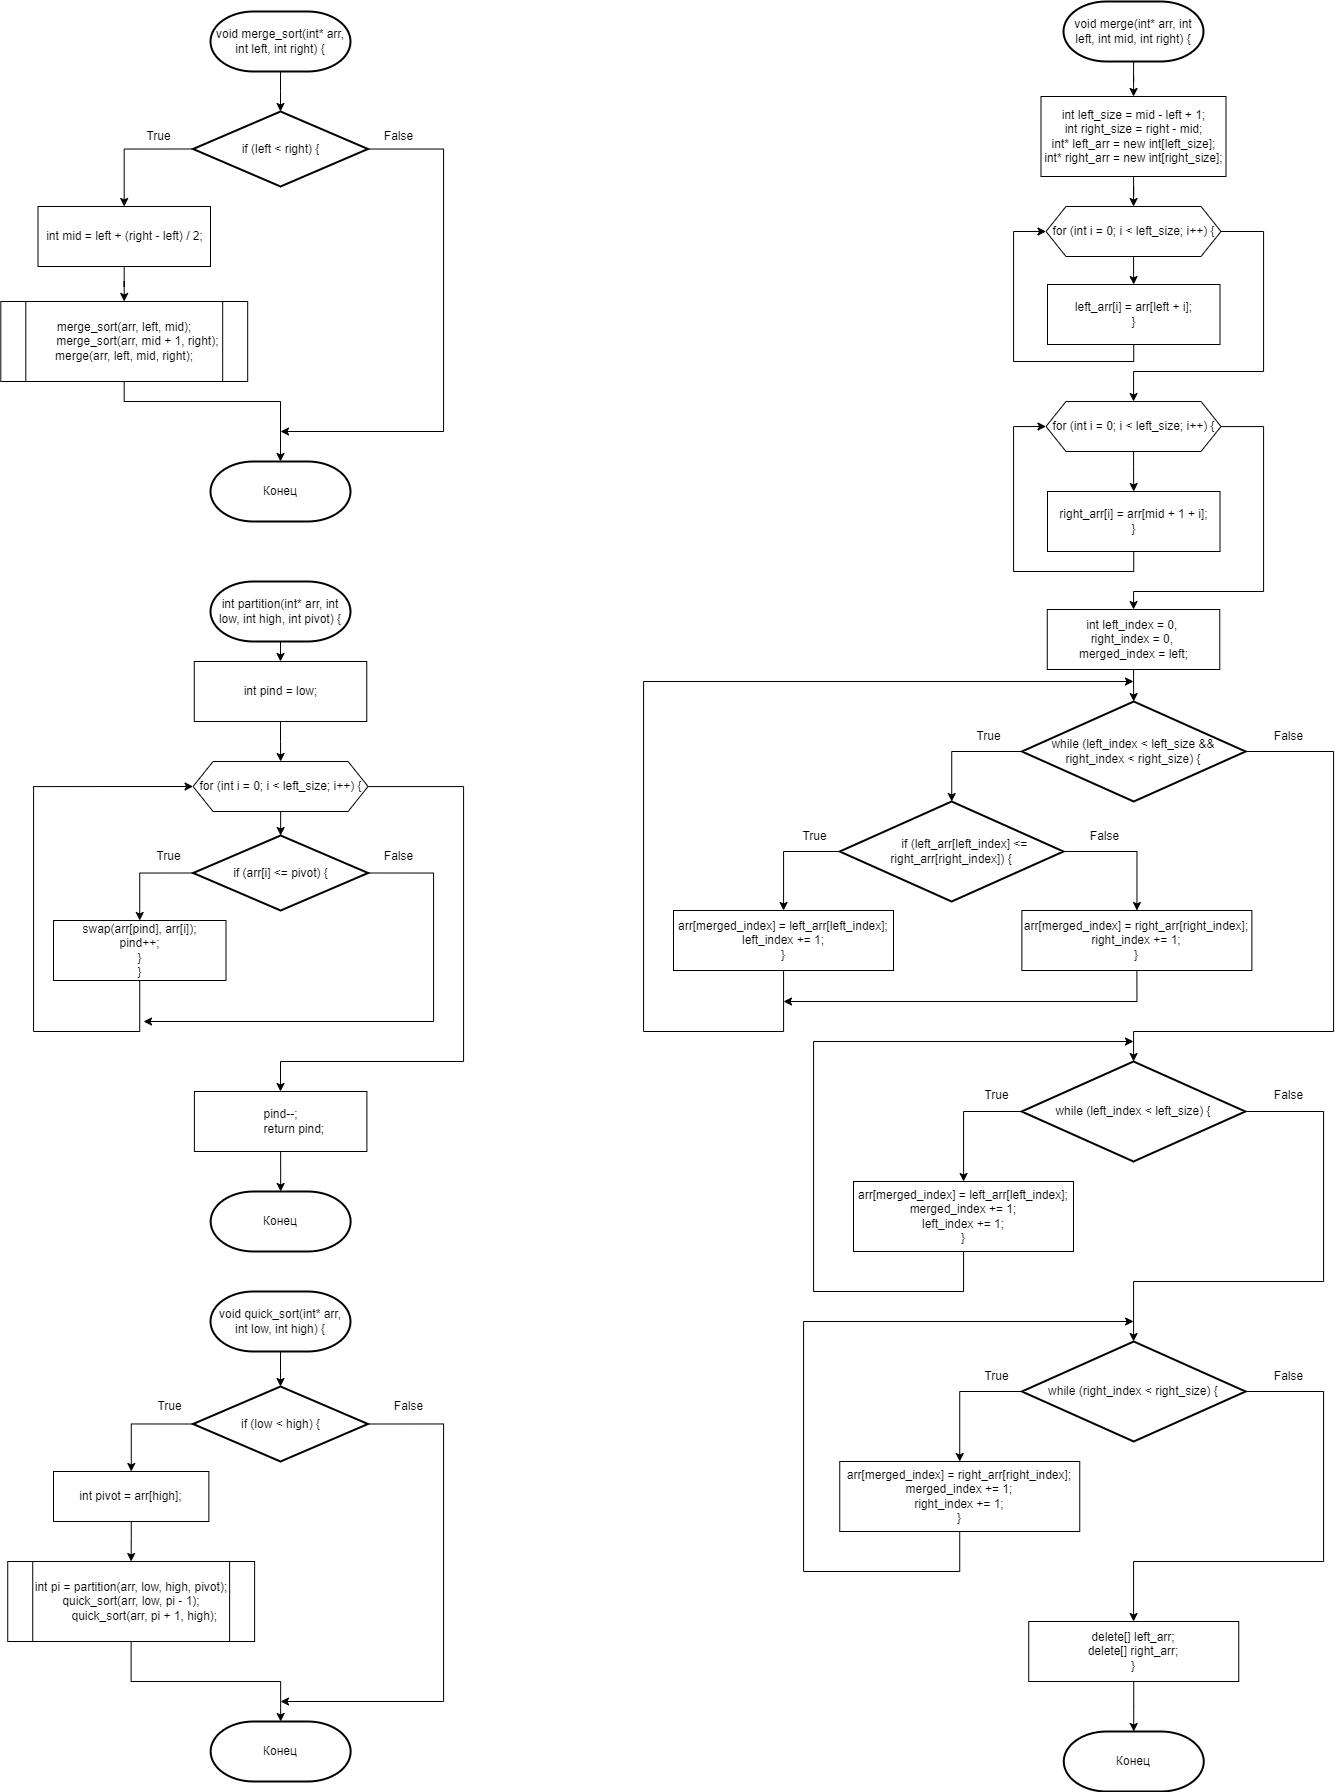 void merge_sort(int* arr,
int left, int right) {
if (left < right) {
True
False
int mid = left + (right - left) / 2;
merge_sort(arr, left, mid);
merge_sort(arr, mid + 1, right);
merge(arr, left, mid, right);
Конец
int partition(int* arr, int
low, int high, int pivot) {
int pind = low;
for (int i = 0; i < left_size; i++) {
if (arr[i] <= pivot) {
True
False
swap(arr[pind], arr[i]);
pind++;
}
}
pind--;
return pind;
Конец
void quick_sort(int* arr,
int low, int high) {
if (low < high) {
True
False
int pivot = arr[high];
int pi = partition(arr, low, high, pivot);
quick_sort(arr, low, pi - 1);
quick_sort(arr, pi + 1, high);
Конец
void merge(int* arr, int
left, int mid, int right) {
int left_size = mid - left + 1;
int right_size = right - mid;
int* left_arr = new int[left_size];
int* right_arr = new int[right_size];
for (int i = 0; i < left_size; i++) {
left_arr[i] = arr[left + i];
}
for (int i = 0; i < left_size; i++) {
right_arr[i] = arr[mid + 1 + i];
}
int left_index = 0,
right_index = 0,
merged_index = left;
while (left_index < left_size &&
right_index < right_size) {
True
False
if (left_arr[left_index] <=
right_arr[right_index]) {
True
False
arr[merged_index] = left_arr[left_index];
left_index += 1;
}
arr[merged_index] = right_arr[right_index];
right_index += 1;
}
while (left_index < left_size) {
True
False
arr[merged_index] = left_arr[left_index];
merged_index += 1;
left_index += 1;
}
while (right_index < right_size) {
True
False
arr[merged_index] = right_arr[right_index];
merged_index += 1;
right_index += 1;
}
delete[] left_arr;
delete[] right_arr;
}
Конец